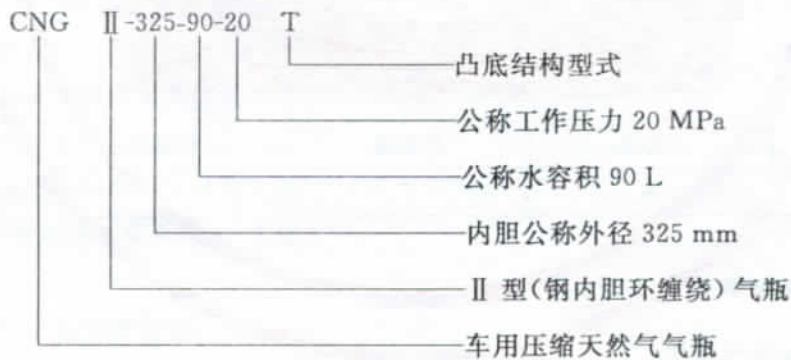 CNG Ⅱ-325-90-20 T
凸底结构型式
公称工作压力 20 MPa
公称水容积 90 L
内胆公称外径 325 mm
Ⅱ 型(钢内胆环缠绕)气瓶
车用压缩天然气气瓶